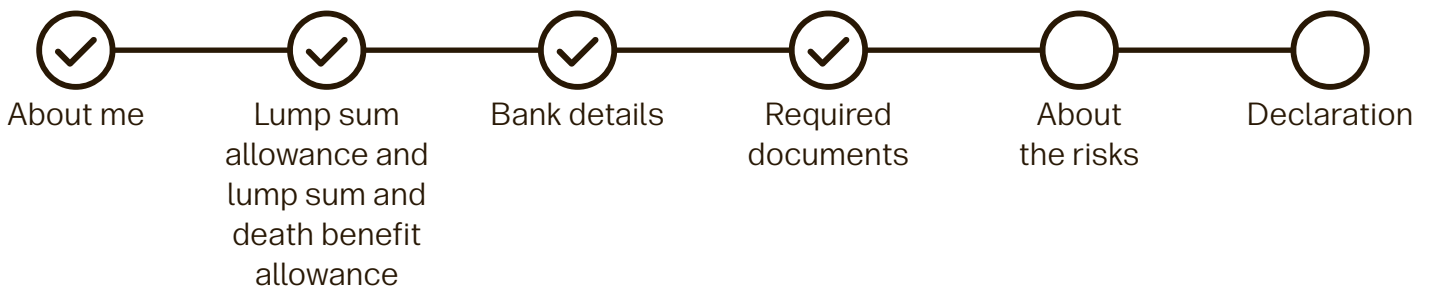 About me
Lump sum
allowance and
lump sum and
death benefit
allowance
Bank details
Required
documents
About
the risks
Declaration